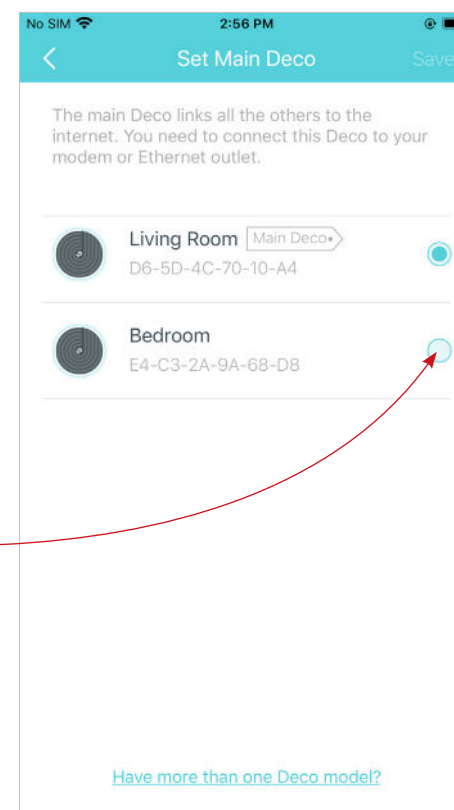 No SIM 2:56 PM
Set Main Deco Save
The main Deco links all the others to the
internet. You need to connect this Deco to your
modem or Ethernet outlet.
Living Room Main Deco
D6-5D-4C-70-10-A4
Bedroom
E4-C3-2A-9A-68-D8
Have more than one Deco model?